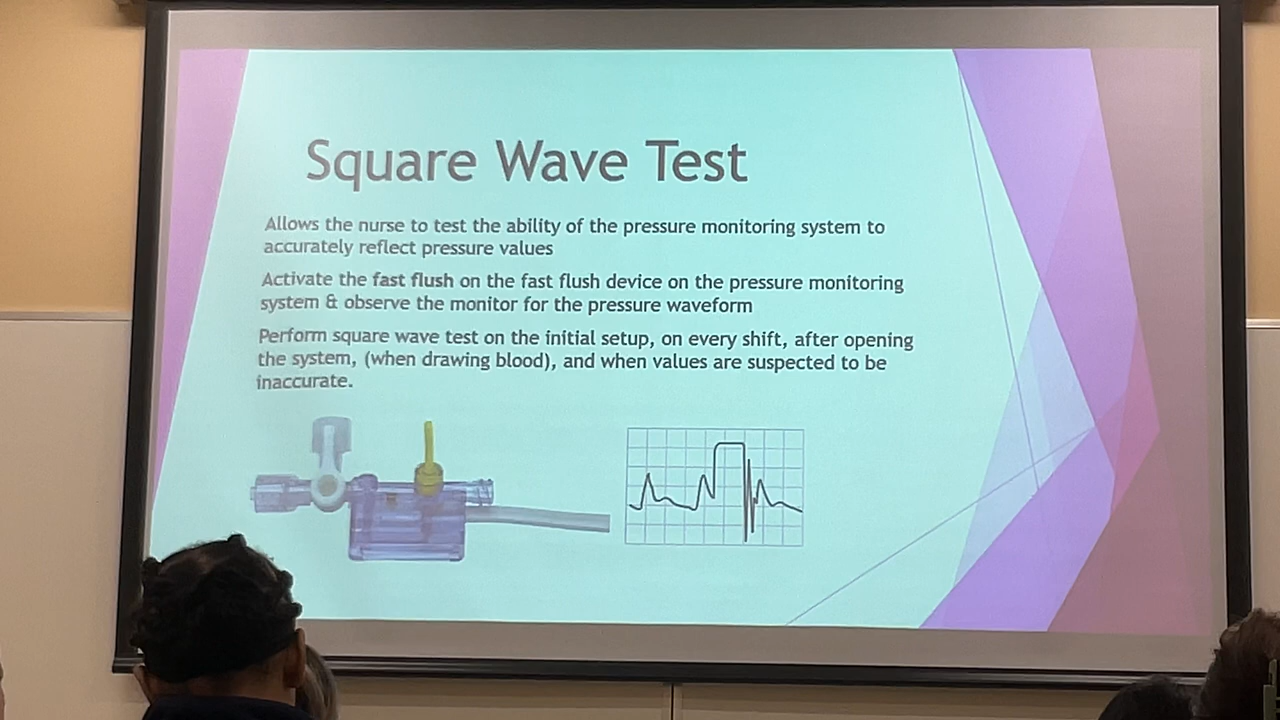 Square Wave Test
Allows the nurse to test the ability of the pressure monitoring system to
accurately reflect pressure values
Activate the fast flush on the fast flush device on the pressure monitoring
system & observe the monitor for the pressure waveform
Perform square wave test on the initial setup, on every shift, after opening
the system, (when drawing blood), and when values are suspected to be
inaccurate.